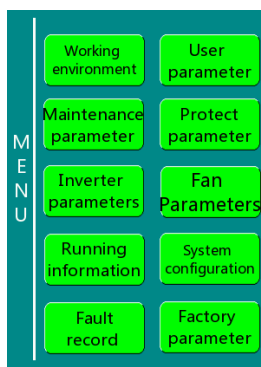 MENU
Working
environment
User
parameter
Maintenance
parameter
Protect
parameter
Inverter
parameters
Fan
Parameters
Running
information
System
configuration
Fault
record
Factory
parameter